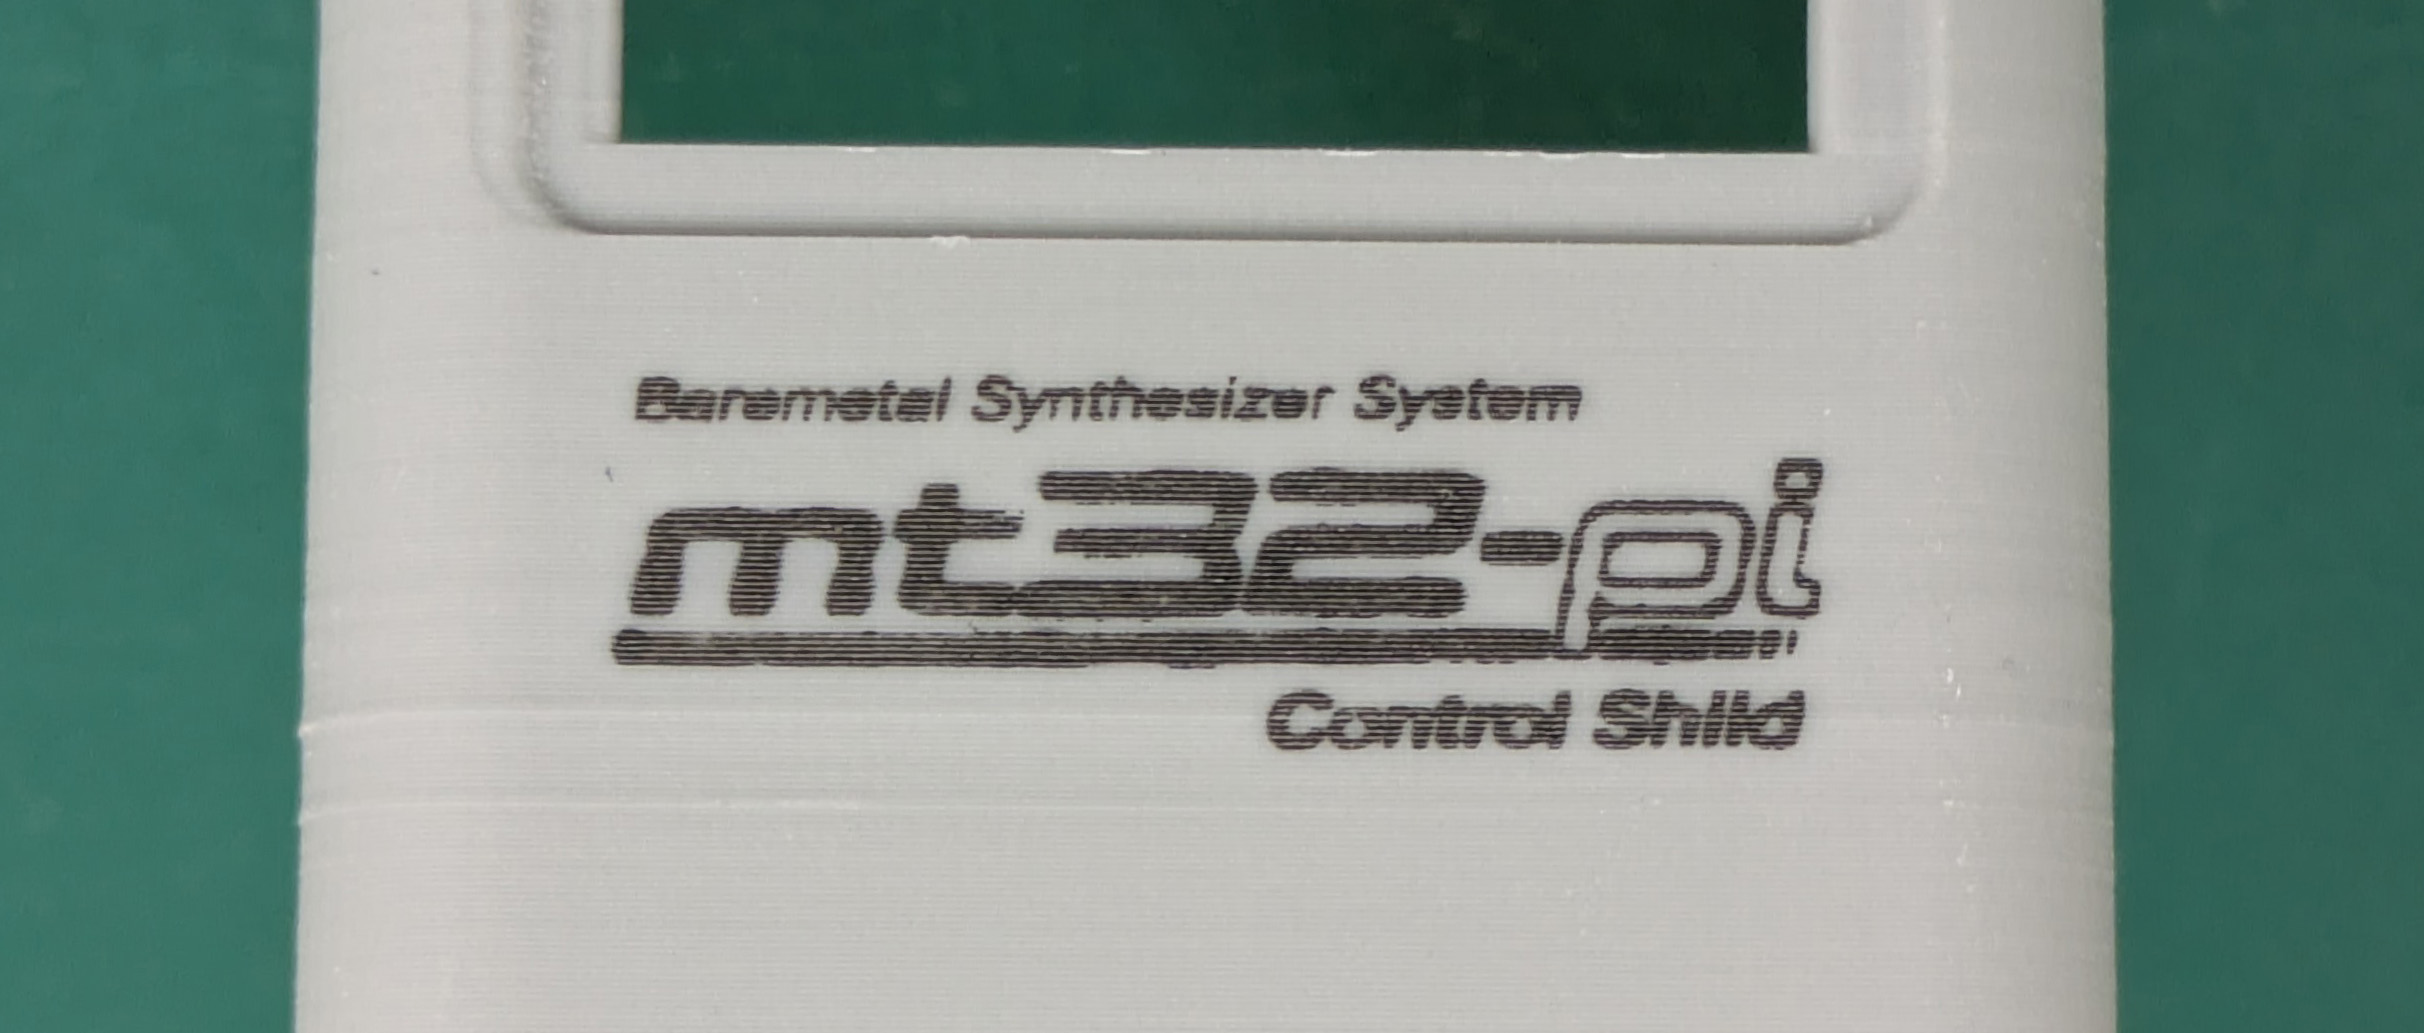 Baremetal Synthesizer System
mt32-pi
Control Shild